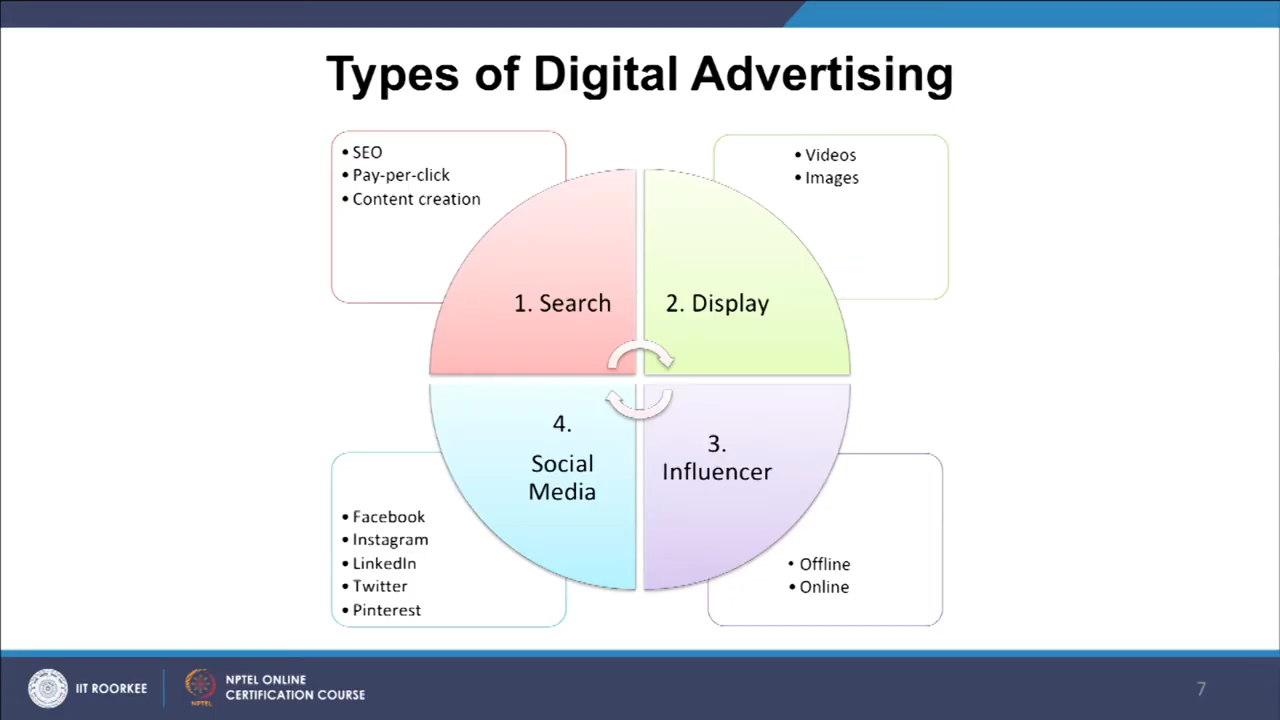 Types of Digital Advertising
• SEO
• Pay-per-click
• Content creation
• Videos
• Images
1. Search
2. Display
4.
Social
Media
3.
Influencer
• Facebook
• Instagram
• LinkedIn
• Twitter
• Pinterest
• Offline
• Online
IIT ROORKEE
NPTEL
NPTEL ONLINE
CERTIFICATION COURSE
7